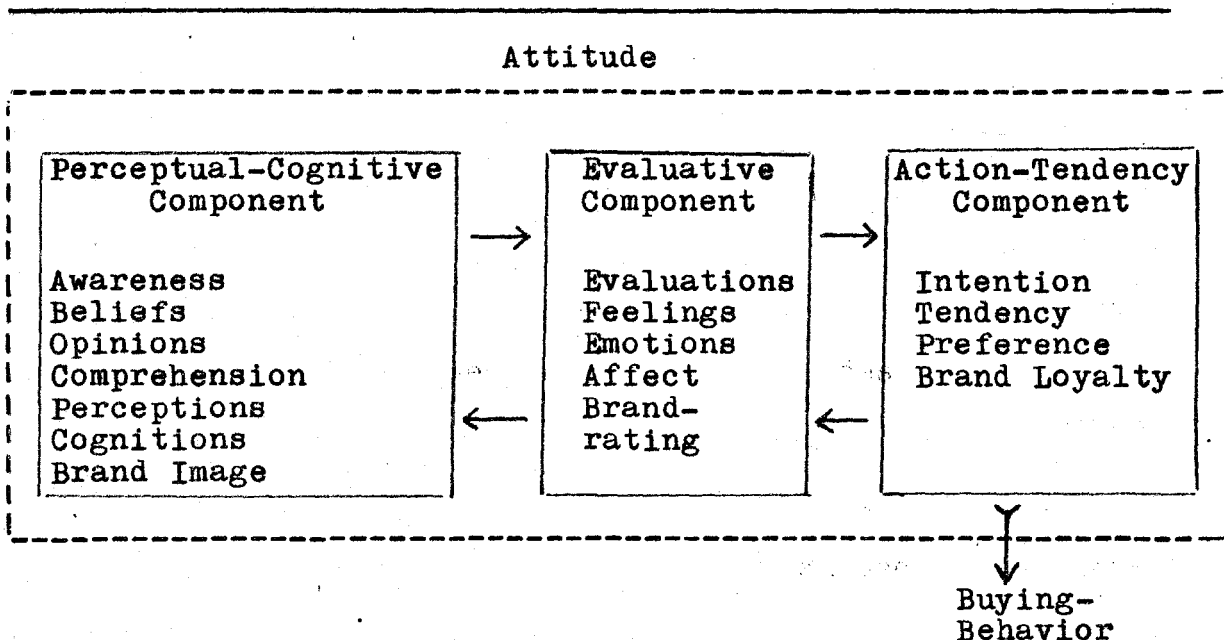 Attitude
Perceptual-Cognitive
Component
Awareness
Beliefs
Opinions
Comprehension
Perceptions
Cognitions
Brand Image
Evaluative
Component
Evaluations
Feelings
Emotions
Affect
Brand-
rating
Action-Tendency
Component
Intention
Tendency
Preference
Brand Loyalty
Buying-
Behavior